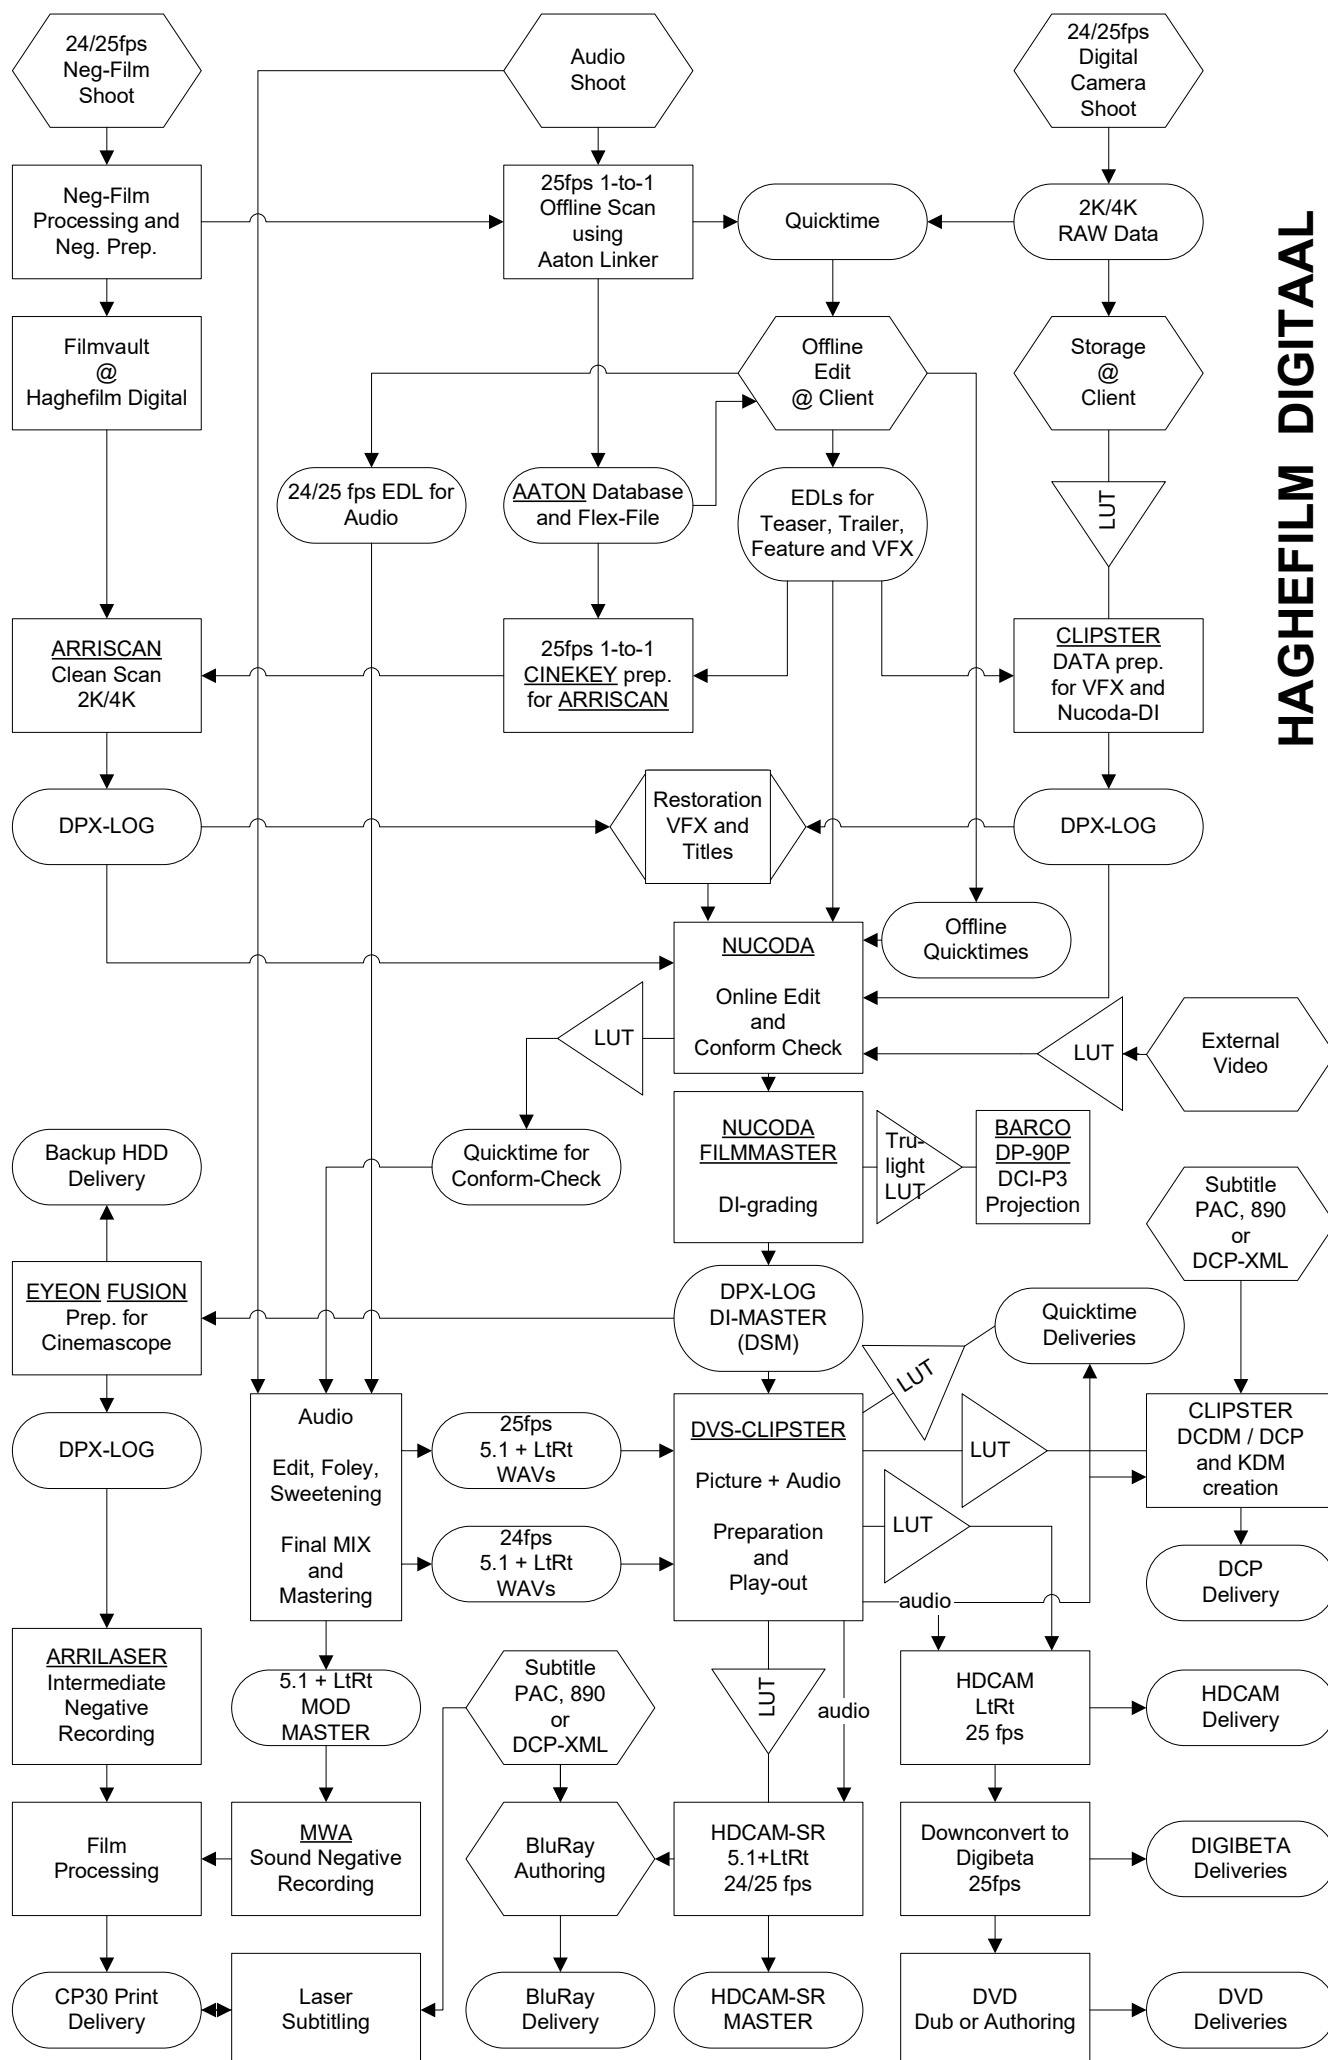 24/25fps
Neg-Film
Shoot
Audio
Shoot
24/25fps
Digital
Camera
Shoot
Neg-Film
Processing and
Neg. Prep.
25fps 1-to-1
Offline Scan
using
Aaton Linker
Quicktime
2K/4K
RAW Data
HAGHEFILM DIGITAAL
Filmvault
@
Haghefilm Digital
Offline
Edit
@ Client
Storage
@
Client
24/25 fps EDL for
Audio
AATON Database
and Flex-File
EDLs for
Teaser, Trailer,
Feature and VFX
LUT
ARRISCAN
Clean Scan
2K/4K
25fps 1-to-1
CINEKEY prep.
for ARRISCAN
CLIPSTER
DATA prep.
for VFX and
Nucoda-DI
DPX-LOG
Restoration
VFX and
Titles
DPX-LOG
NUCODA
Online Edit
and
Conform Check
Offline
Quicktimes
LUT
LUT
External
Video
Backup HDD
Delivery
Quicktime for
Conform-Check
NUCODA
FILMMASTER
DI-grading
Tru-
light
LUT
BARCO
DP-90P
DCI-P3
Projection
Subtitle
PAC, 890
or
DCP-XML
EYEON FUSION
Prep. for
Cinemascope
DPX-LOG
DI-MASTER
(DSM)
Quicktime
Deliveries
LUT
DPX-LOG
Audio
Edit, Foley,
Sweetening
Final MIX
and
Mastering
25fps
5.1 + LtRt
WAVs
24fps
5.1 + LtRt
WAVs
DVS-CLIPSTER
Picture + Audio
Preparation
and
Play-out
LUT
LUT
CLIPSTER
DCDM / DCP
and KDM
creation
DCP
Delivery
audio
ARRILASER
Intermediate
Negative
Recording
5.1 + LtRt
MOD
MASTER
Subtitle
PAC, 890
or
DCP-XML
LUT
audio
HDCAM
LtRt
25 fps
HDCAM
Delivery
Film
Processing
MWA
Sound Negative
Recording
BluRay
Authoring
HDCAM-SR
5.1+LtRt
24/25 fps
Downconvert to
Digibeta
25fps
DIGIBETA
Deliveries
CP30 Print
Delivery
Laser
Subtitling
BluRay
Delivery
HDCAM-SR
MASTER
DVD
Dub or Authoring
DVD
Deliveries